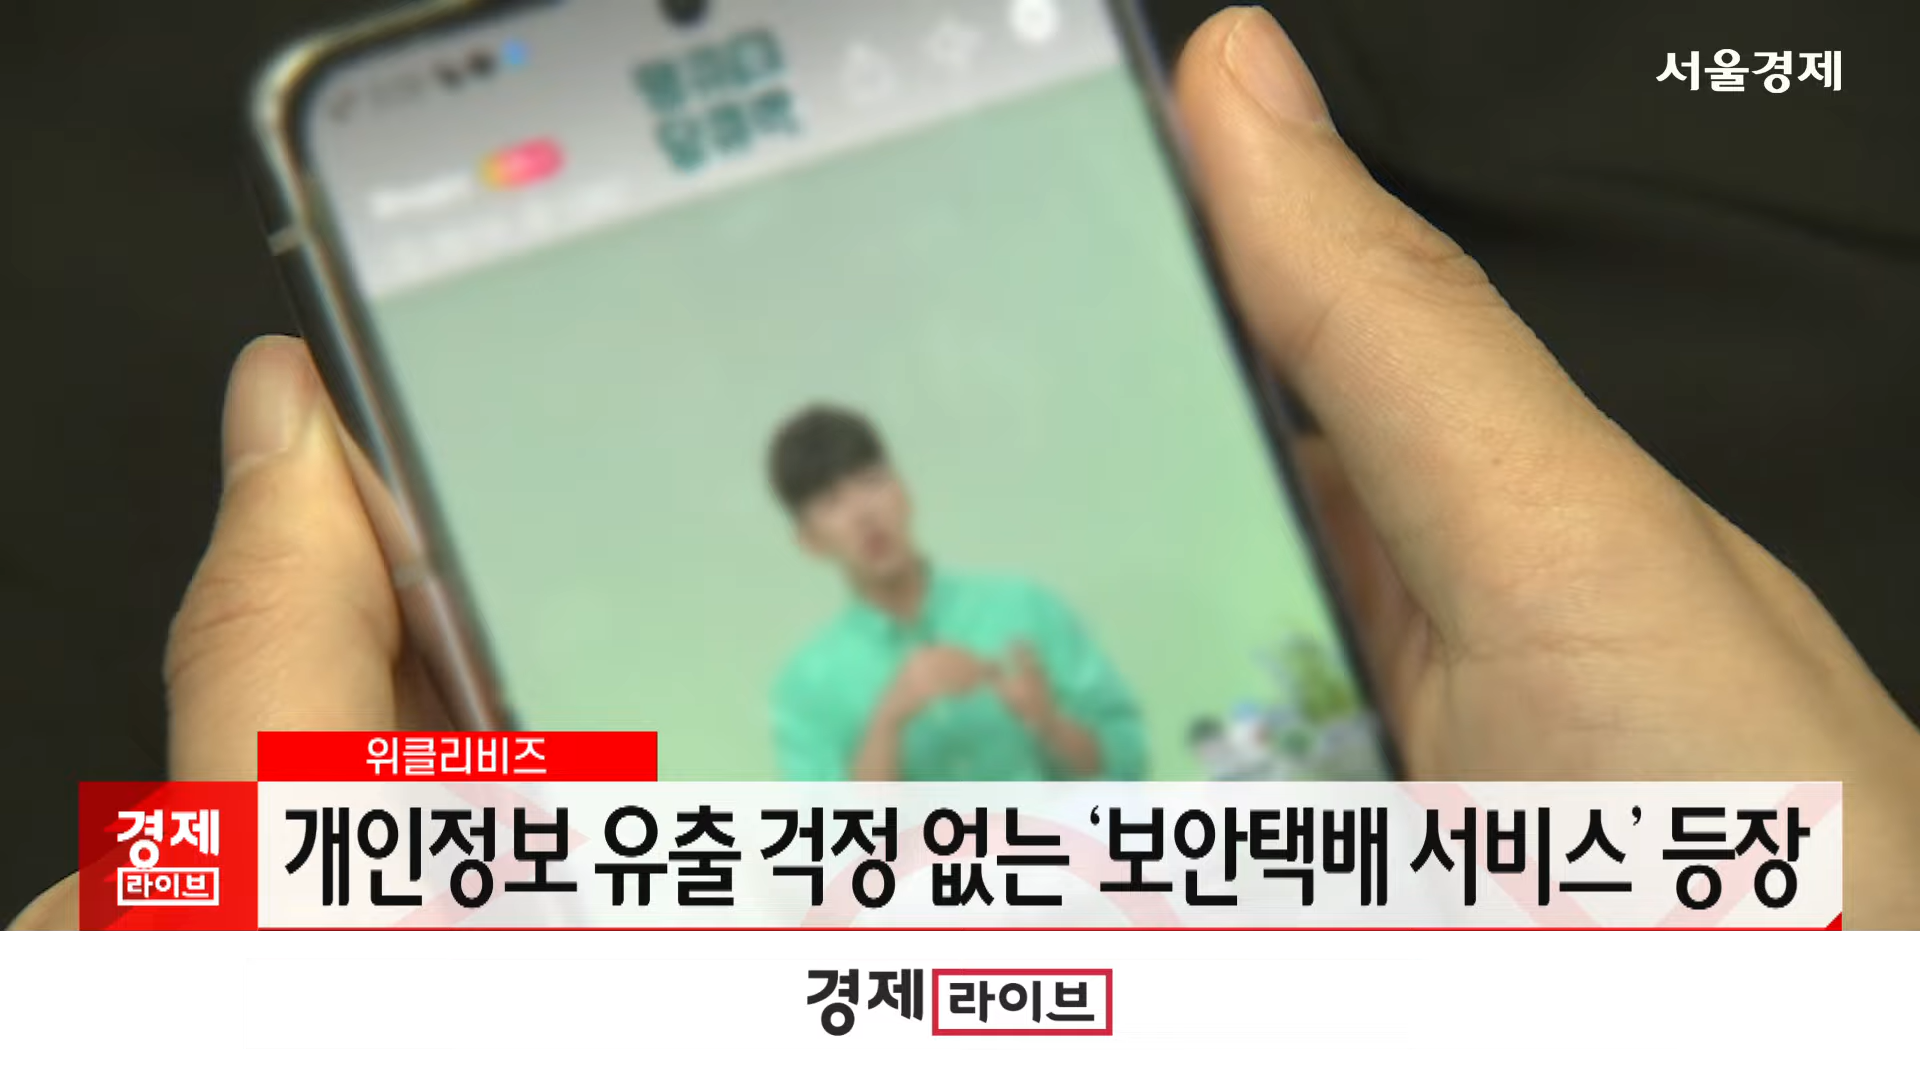 서울경제
위클리비즈
경제
라이브
개인정보 유출 걱정 없는 ‘보안택배 서비스’ 등장
경제 라이브